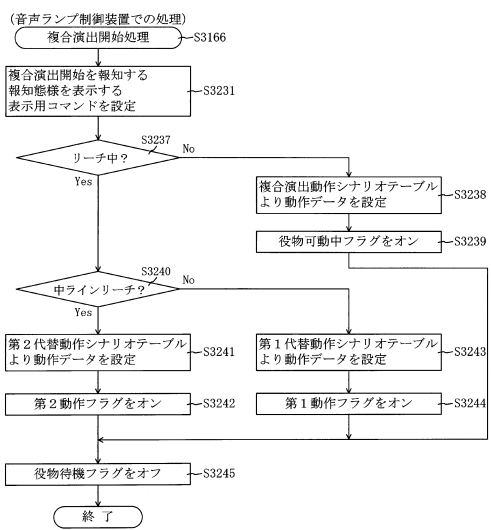 (音声ランプ制御装置での処理)
複合演出開始処理
S3166
複合演出開始を報知する
報知態様を表示する
表示用コマンドを設定
S3231
S3237
リーチ中?
No
Yes
複合演出動作シナリオテーブル
より動作データを設定
S3238
役物可動中フラグをオン
S3239
S3240
中ラインリーチ?
No
Yes
第2代替動作シナリオテーブル
より動作データを設定
S3241
第1代替動作シナリオテーブル
より動作データを設定
S3243
第2動作フラグをオン
S3242
第1動作フラグをオン
S3244
役物待機フラグをオフ
S3245
終了